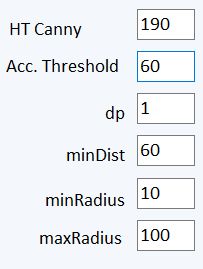 HT Canny 190
Acc. Threshold 60
dp 1
minDist 60
minRadius 10
maxRadius 100